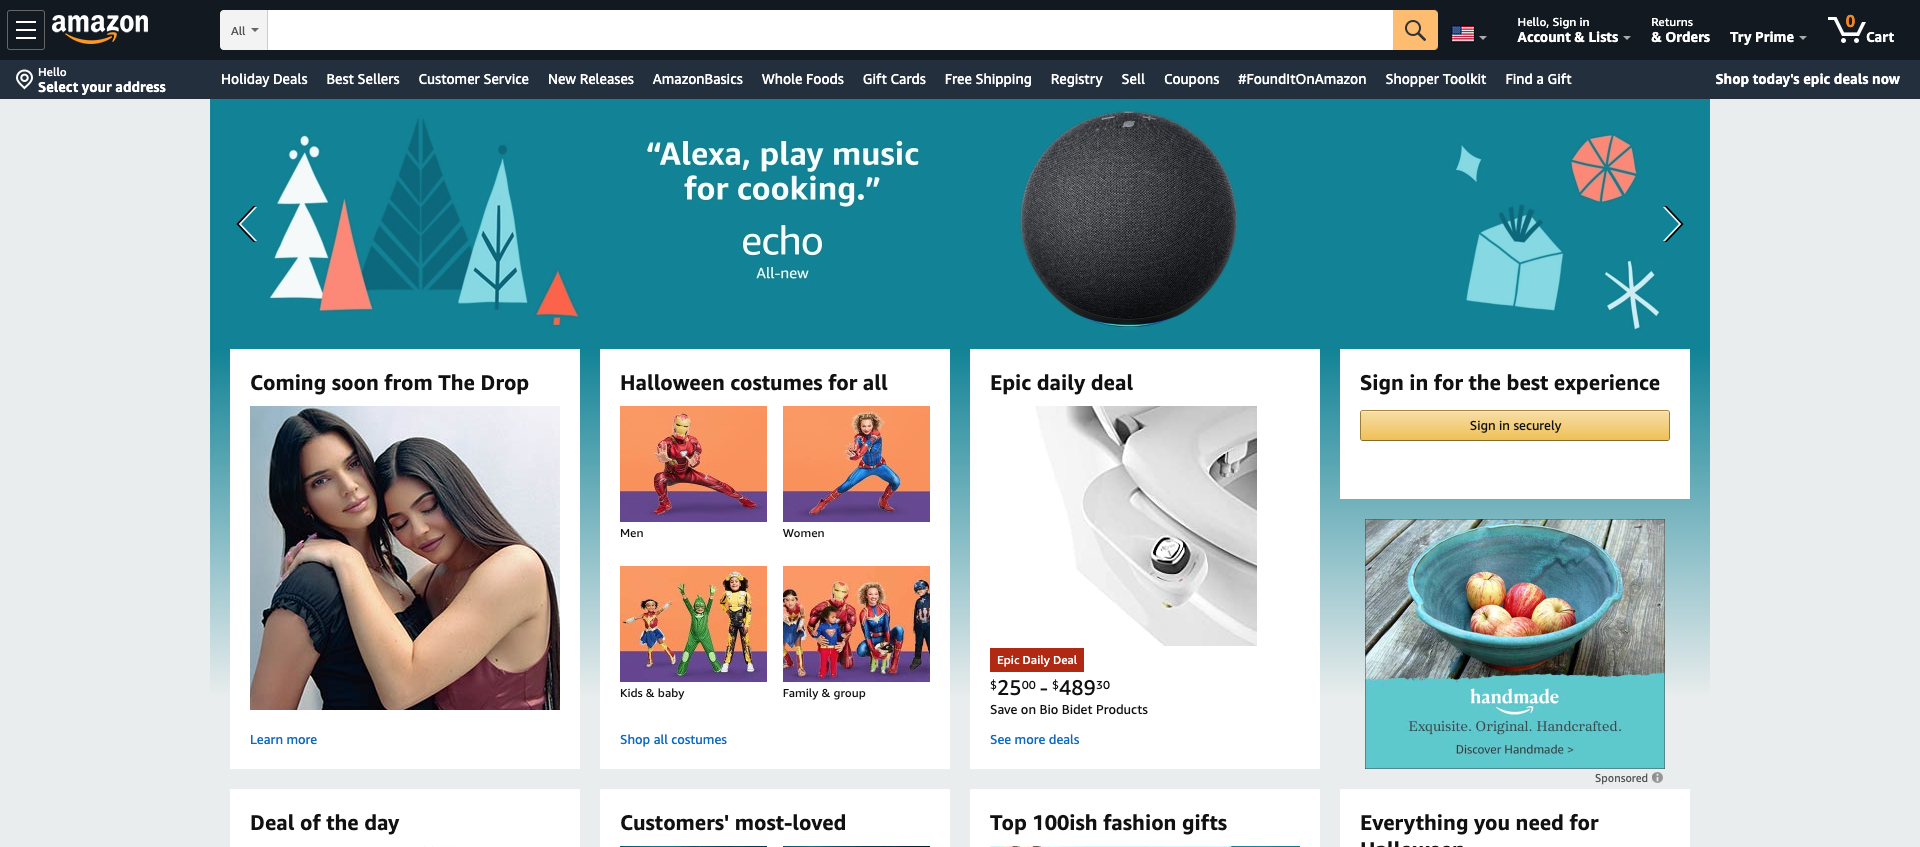 amazon
All
Hello, Sign in
Account & Lists
Returns
& Orders
Try Prime
0
Cart
Hello
Select your address
Holiday Deals
Best Sellers
Customer Service
New Releases
AmazonBasics
Whole Foods
Gift Cards
Free Shipping
Registry
Sell
Coupons
#FoundItOnAmazon
Shopper Toolkit
Find a Gift
Shop today's epic deals now
“Alexa, play music
for cooking.”
echo
All-new
Coming soon from The Drop
Learn more
Halloween costumes for all
Men
Women
Kids & baby
Family & group
Shop all costumes
Epic daily deal
Epic Daily Deal
$2500 - $48930
Save on Bio Bidet Products
See more deals
Sign in for the best experience
Sign in securely
handmade
Exquisite. Original. Handcrafted.
Discover Handmade >
Sponsored
Deal of the day
Customers' most-loved
Top 100ish fashion gifts
Everything you need for
Halloween